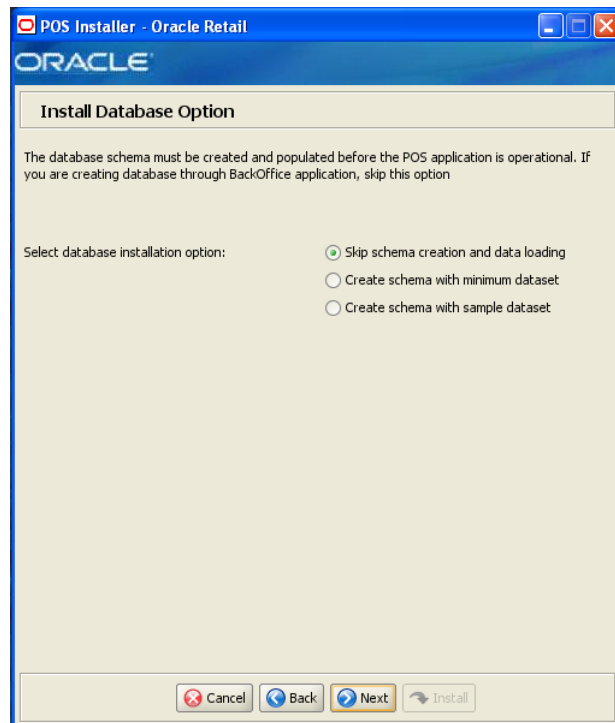 POS Installer - Oracle Retail
ORACLE
Install Database Option
The database schema must be created and populated before the POS application is operational. If
you are creating database through BackOffice application, skip this option
Select database installation option:
Skip schema creation and data loading
Create schema with minimum dataset
Create schema with sample dataset
Cancel
Back
Next
Install